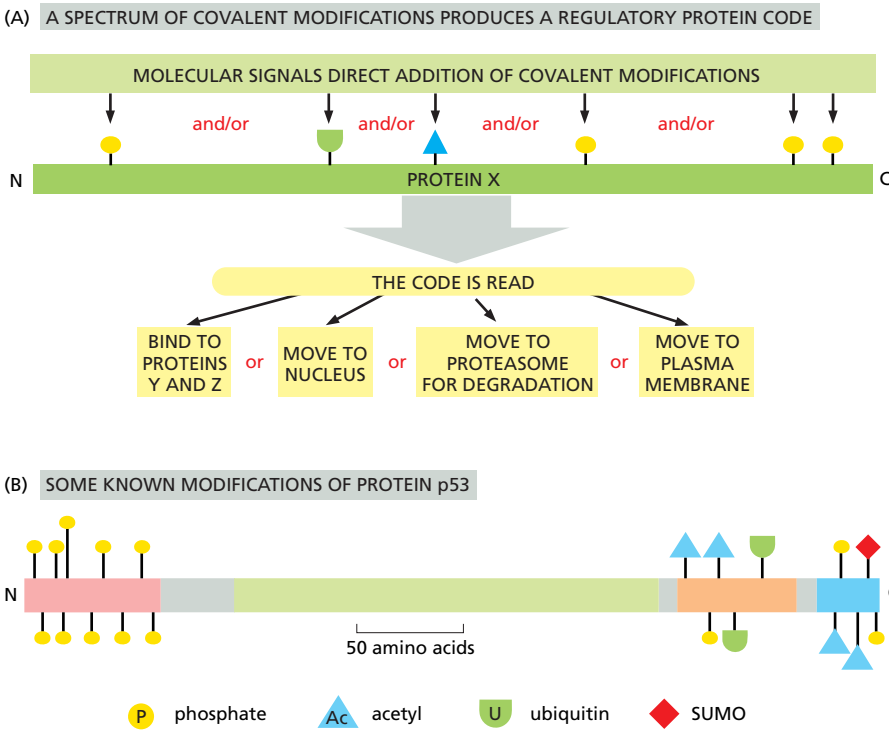 (A) A SPECTRUM OF COVALENT MODIFICATIONS PRODUCES A REGULATORY PROTEIN CODE
MOLECULAR SIGNALS DIRECT ADDITION OF COVALENT MODIFICATIONS
and/or and/or and/or and/or
N PROTEIN X C
THE CODE IS READ
BIND TO
PROTEINS
Y AND Z
or
MOVE TO
NUCLEUS
or
MOVE TO
PROTEASOME
FOR DEGRADATION
or
MOVE TO
PLASMA
MEMBRANE
(B) SOME KNOWN MODIFICATIONS OF PROTEIN p53
N
50 amino acids
P phosphate Ac acetyl U ubiquitin SUMO